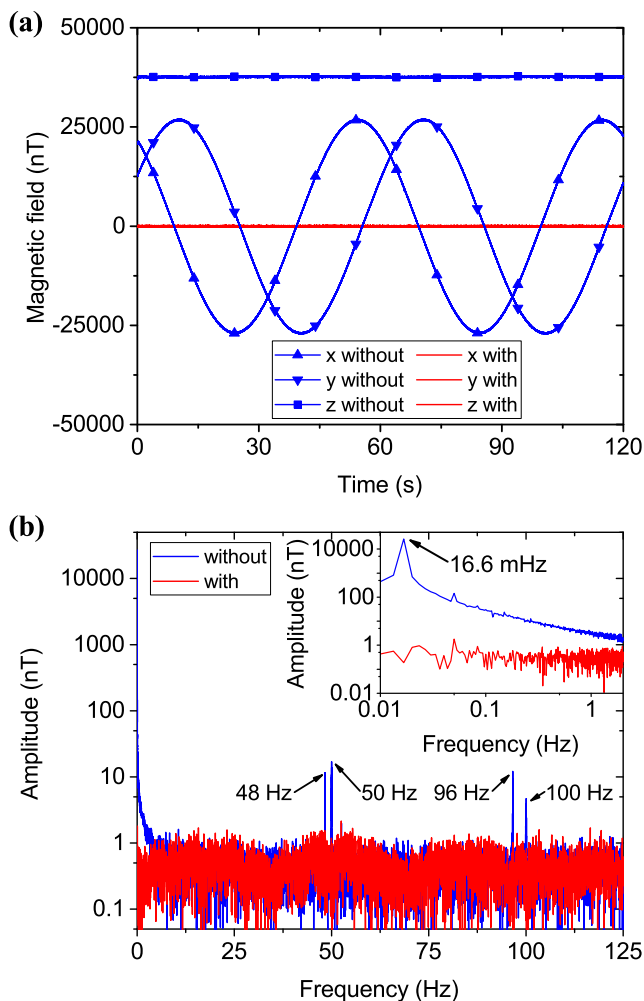 (a)
50000
25000
0
-25000
-50000
Magnetic field (nT)
x without
x with
y without
y with
z without
z with
0
30
60
90
120
Time (s)
(b)
without
with
10000
1000
100
10
1
0.1
Amplitude (nT)
10000
100
1
0.01
Amplitude (nT)
16.6 mHz
0.01
0.1
1
Frequency (Hz)
48 Hz
50 Hz
96 Hz
100 Hz
0
25
50
75
100
125
Frequency (Hz)